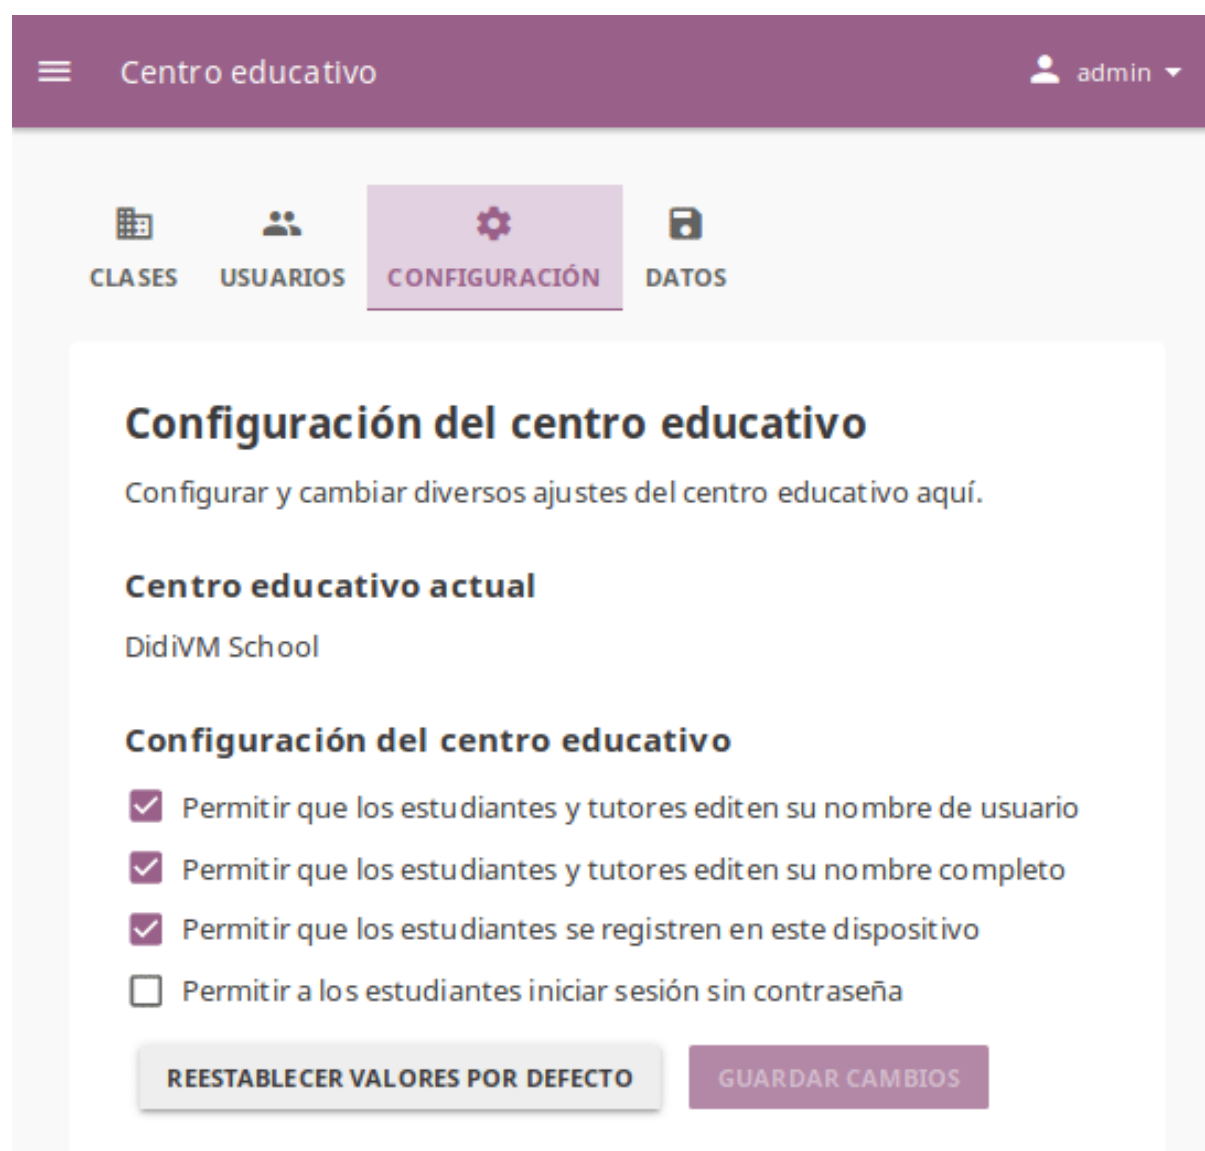 Centro educativo
admin
CLASES
USUARIOS
CONFIGURACIÓN
DATOS
Configuración del centro educativo
Configurar y cambiar diversos ajustes del centro educativo aquí.
Centro educativo actual
DidiVM School
Configuración del centro educativo
Permitir que los estudiantes y tutores editen su nombre de usuario
Permitir que los estudiantes y tutores editen su nombre completo
Permitir que los estudiantes se registren en este dispositivo
Permitir a los estudiantes iniciar sesión sin contraseña
REESTABLECER VALORES POR DEFECTO
GUARDAR CAMBIOS